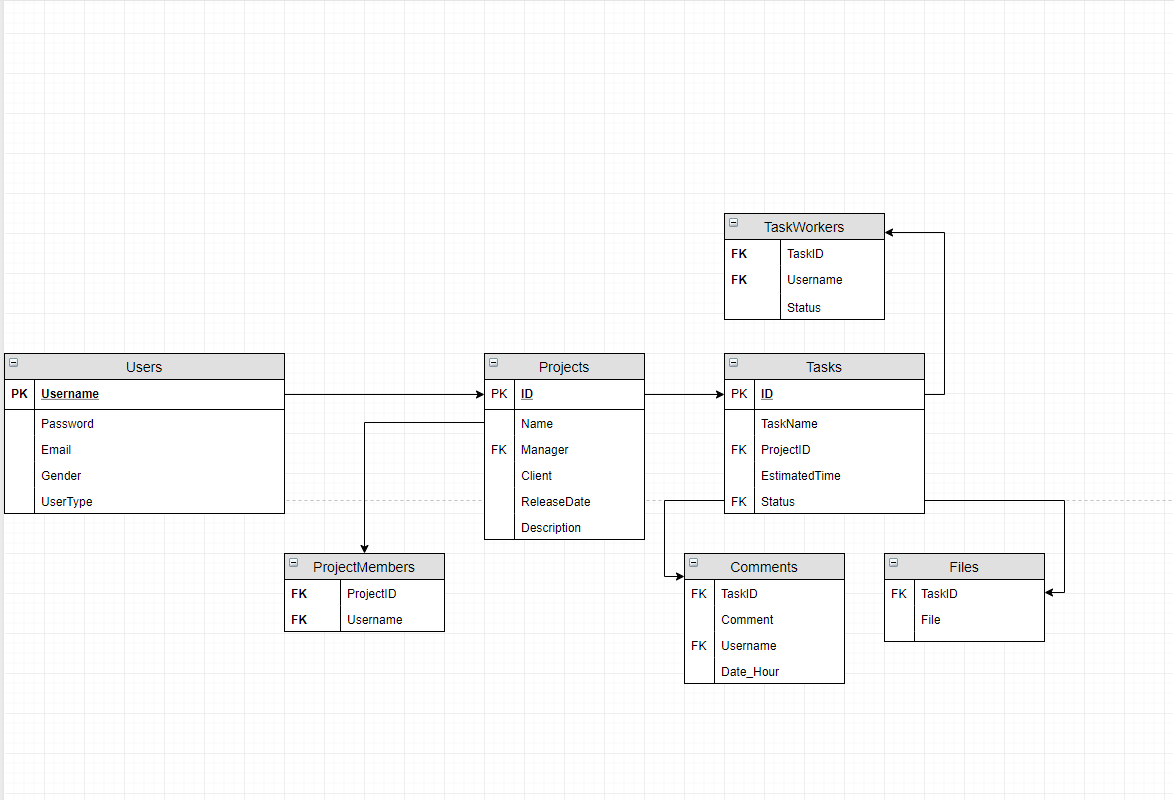 TaskWorkers
FK TaskID
FK Username
Status
Users
PK Username
Password
Email
Gender
UserType
Projects
PK ID
Name
FK Manager
Client
ReleaseDate
Description
Tasks
PK ID
TaskName
FK ProjectID
EstimatedTime
FK Status
ProjectMembers
FK ProjectID
FK Username
Comments
FK TaskID
Comment
FK Username
Date_Hour
Files
FK TaskID
File